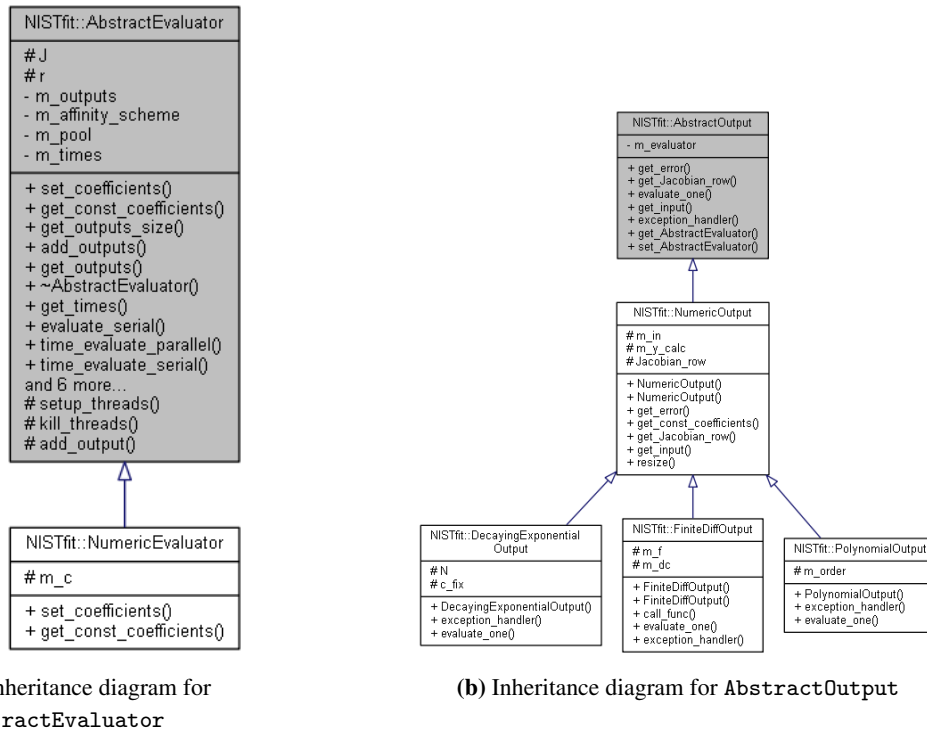 NISTfit::AbstractEvaluator
# J
# r
- m_outputs
- m_affinity_scheme
- m_pool
- m_times
+ set_coefficients()
+ get_const_coefficients()
+ get_outputs_size()
+ add_outputs()
+ get_outputs()
+ ~AbstractEvaluator()
+ get_times()
+ evaluate_serial()
+ time_evaluate_parallel()
+ time_evaluate_serial()
and 6 more...
# setup_threads()
# kill_threads()
# add_output()
NISTfit::NumericEvaluator
# m_c
+ set_coefficients()
+ get_const_coefficients()
nheritance diagram for
ractEvaluator
NISTfit::AbstractOutput
- m_evaluator
+ get_error()
+ get_Jacobian_row()
+ evaluate_one()
+ get_input()
+ exception_handler()
+ get_AbstractEvaluator()
+ set_AbstractEvaluator()
NISTfit::NumericOutput
# m_in
# m_y_calc
# Jacobian_row
+ NumericOutput()
+ NumericOutput()
+ get_error()
+ get_const_coefficients()
+ get_Jacobian_row()
+ get_input()
+ resize()
NISTfit::DecayingExponential
Output
# N
# c_fix
+ DecayingExponentialOutput()
+ exception_handler()
+ evaluate_one()
NISTfit::FiniteDiffOutput
# m_f
# m_dc
+ FiniteDiffOutput()
+ FiniteDiffOutput()
+ call_func()
+ evaluate_one()
+ exception_handler()
NISTfit::PolynomialOutput
# m_order
+ PolynomialOutput()
+ exception_handler()
+ evaluate_one()
(b) Inheritance diagram for AbstractOutput